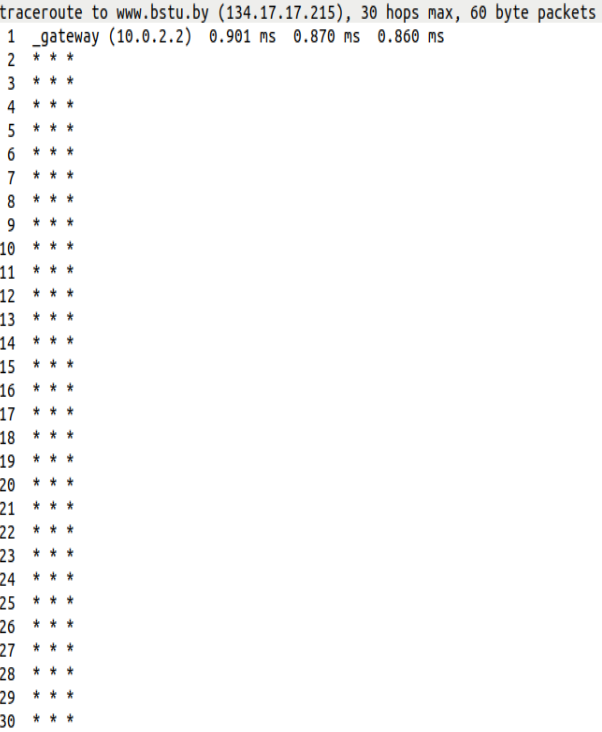 traceroute to www.bstu.by (134.17.17.215), 30 hops max, 60 byte packets
1 _gateway (10.0.2.2) 0.901 ms 0.870 ms 0.860 ms
2 * * *
3 * * *
4 * * *
5 * * *
6 * * *
7 * * *
8 * * *
9 * * *
10 * * *
11 * * *
12 * * *
13 * * *
14 * * *
15 * * *
16 * * *
17 * * *
18 * * *
19 * * *
20 * * *
21 * * *
22 * * *
23 * * *
24 * * *
25 * * *
26 * * *
27 * * *
28 * * *
29 * * *
30 * * *